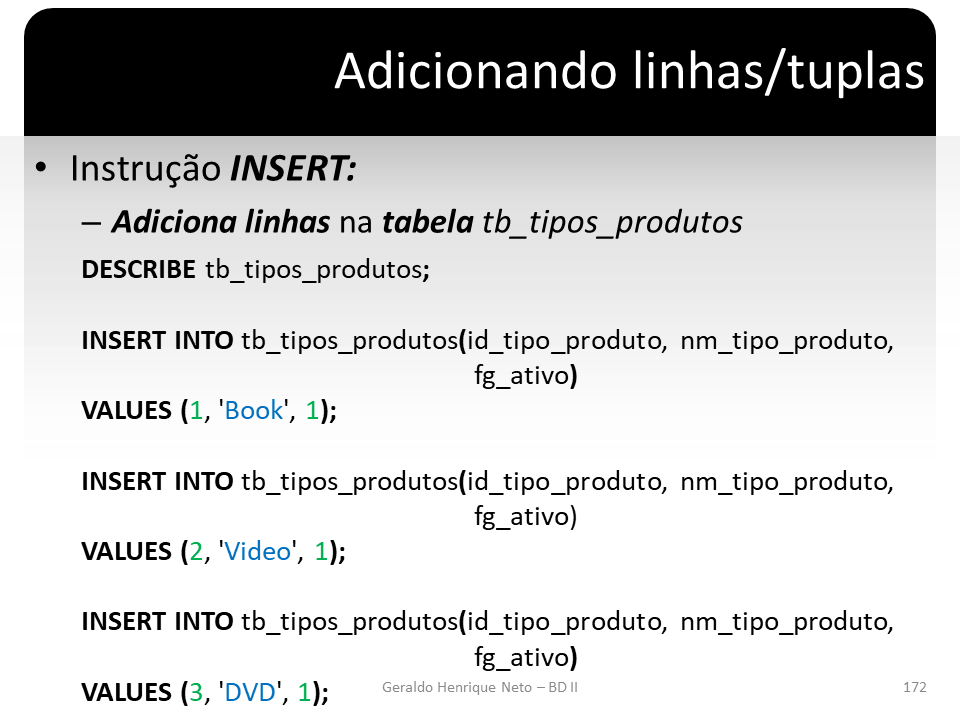 Adicionando linhas/tuplas
• Instrução INSERT:
– Adiciona linhas na tabela tb_tipos_produtos
DESCRIBE tb_tipos_produtos;
INSERT INTO tb_tipos_produtos(id_tipo_produto, nm_tipo_produto,
fg_ativo)
VALUES (1, 'Book', 1);
INSERT INTO tb_tipos_produtos(id_tipo_produto, nm_tipo_produto,
fg_ativo)
VALUES (2, 'Video', 1);
INSERT INTO tb_tipos_produtos(id_tipo_produto, nm_tipo_produto,
fg_ativo)
VALUES (3, 'DVD', 1);
Geraldo Henrique Neto – BD II
172